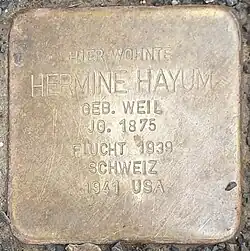 HIER WOHNTE
HERMINE HAYUM
GEB. WEIL
JG. 1875
FLUCHT 1939
SCHWEIZ
1941 USA